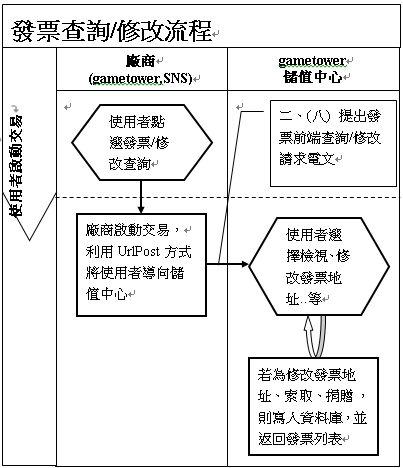 發票查詢/修改流程
廠商
(gametower,SNS)
gametower
儲值中心
使用者啟動交易
使用者點
選發票/修
改查詢
二、(八) 提出發
票前端查詢/修改
請求電文
廠商啟動交易，
利用 UrlPost 方式
將使用者導向儲
值中心
使用者選
擇檢視、修
改發票地
址..等
若為修改發票地
址、索取、捐贈，
則寫入資料庫，並
返回發票列表